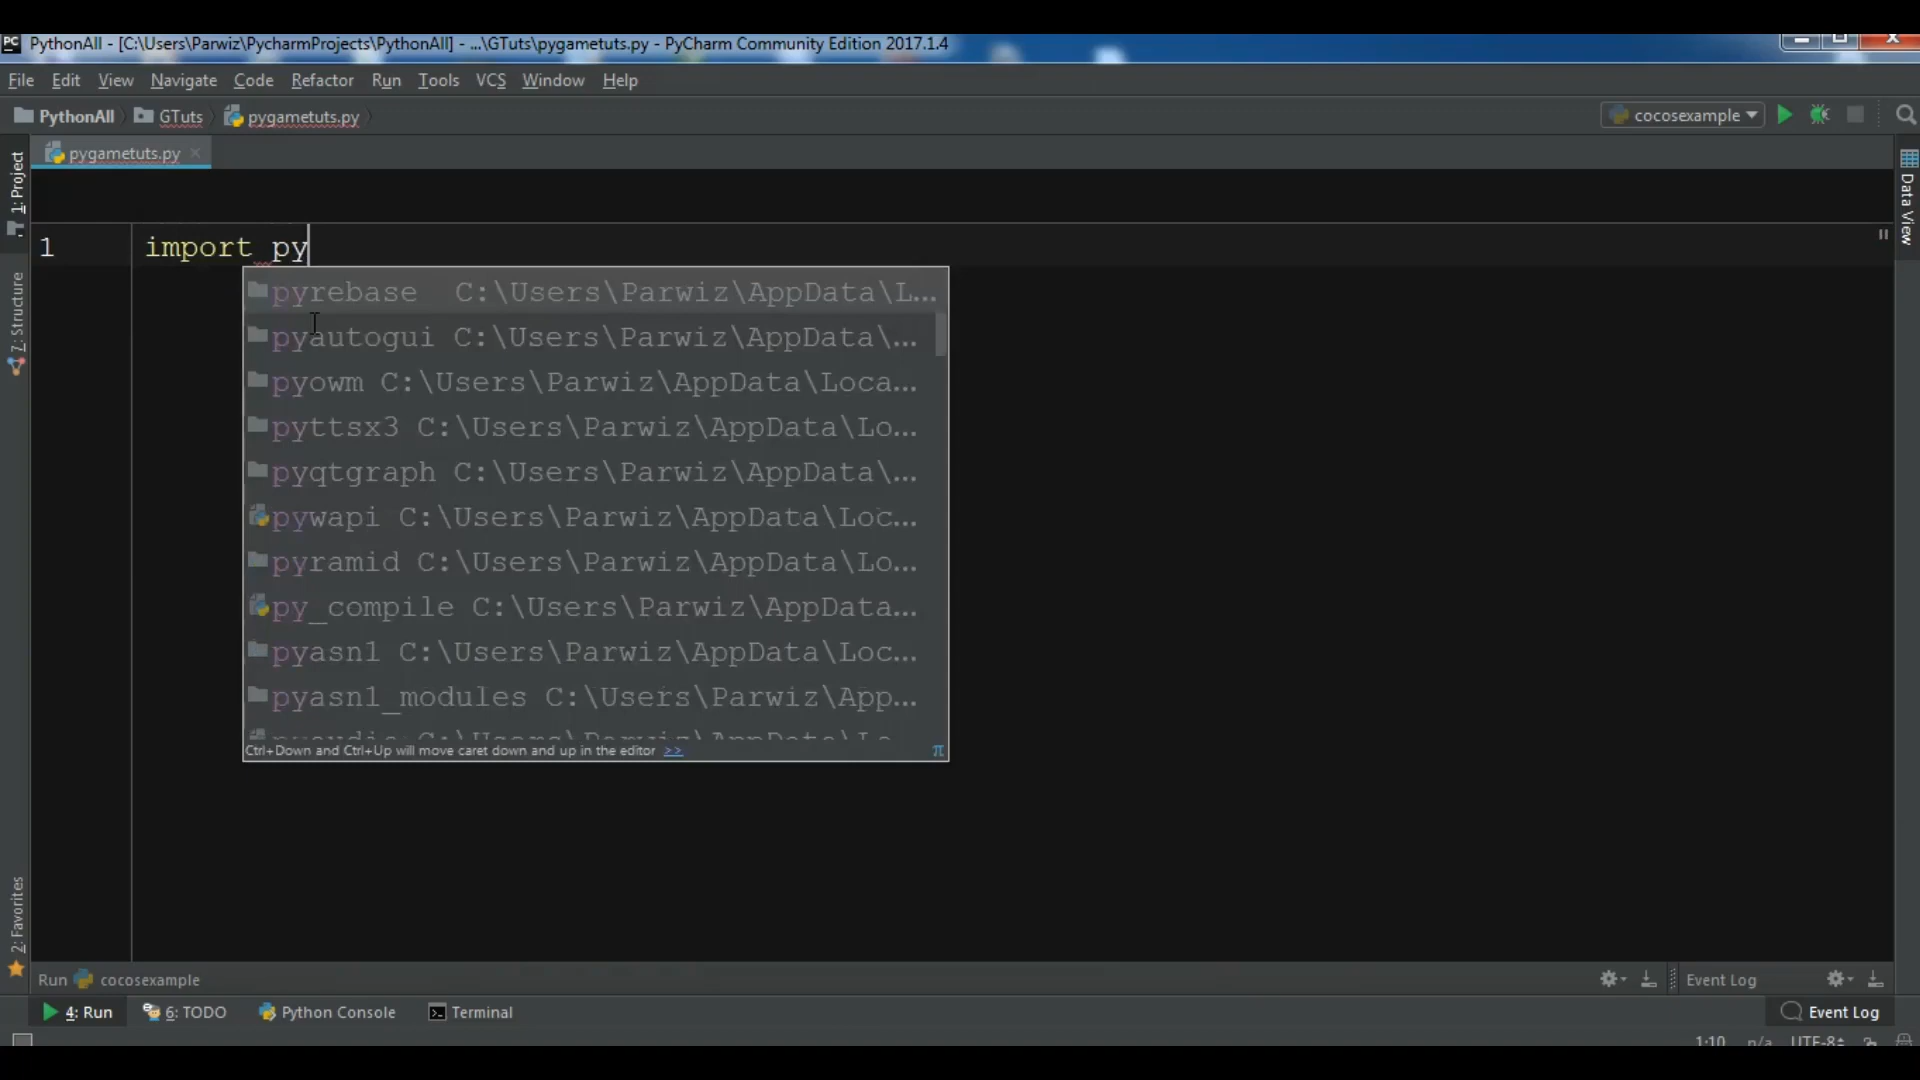 PC PythonAll - [C:\Users\Parwiz\PycharmProjects\PythonAll] - ...\GTuts\pygametuts.py - PyCharm Community Edition 2017.1.4
File Edit View Navigate Code Refactor Run Tools VCS Window Help
PythonAll GTuts pygametuts.py cocosexample
pygametuts.py
1: Project
7: Structure
2: Favorites
Data View
1 import py
pyrebase C:\Users\Parwiz\AppData\L...
pyautogui C:\Users\Parwiz\AppData\...
pyowm C:\Users\Parwiz\AppData\Loca...
pyttsx3 C:\Users\Parwiz\AppData\Lo...
pyqtgraph C:\Users\Parwiz\AppData\...
pywapi C:\Users\Parwiz\AppData\Loc...
pyramid C:\Users\Parwiz\AppData\Lo...
py_compile C:\Users\Parwiz\AppData...
pyasn1 C:\Users\Parwiz\AppData\Loc...
pyasn1_modules C:\Users\Parwiz\App...
Ctrl+Down and Ctrl+Up will move caret down and up in the editor >> π
Run cocosexample Event Log
4: Run 6: TODO Python Console Terminal Event Log
1:10 n/a UTF-8